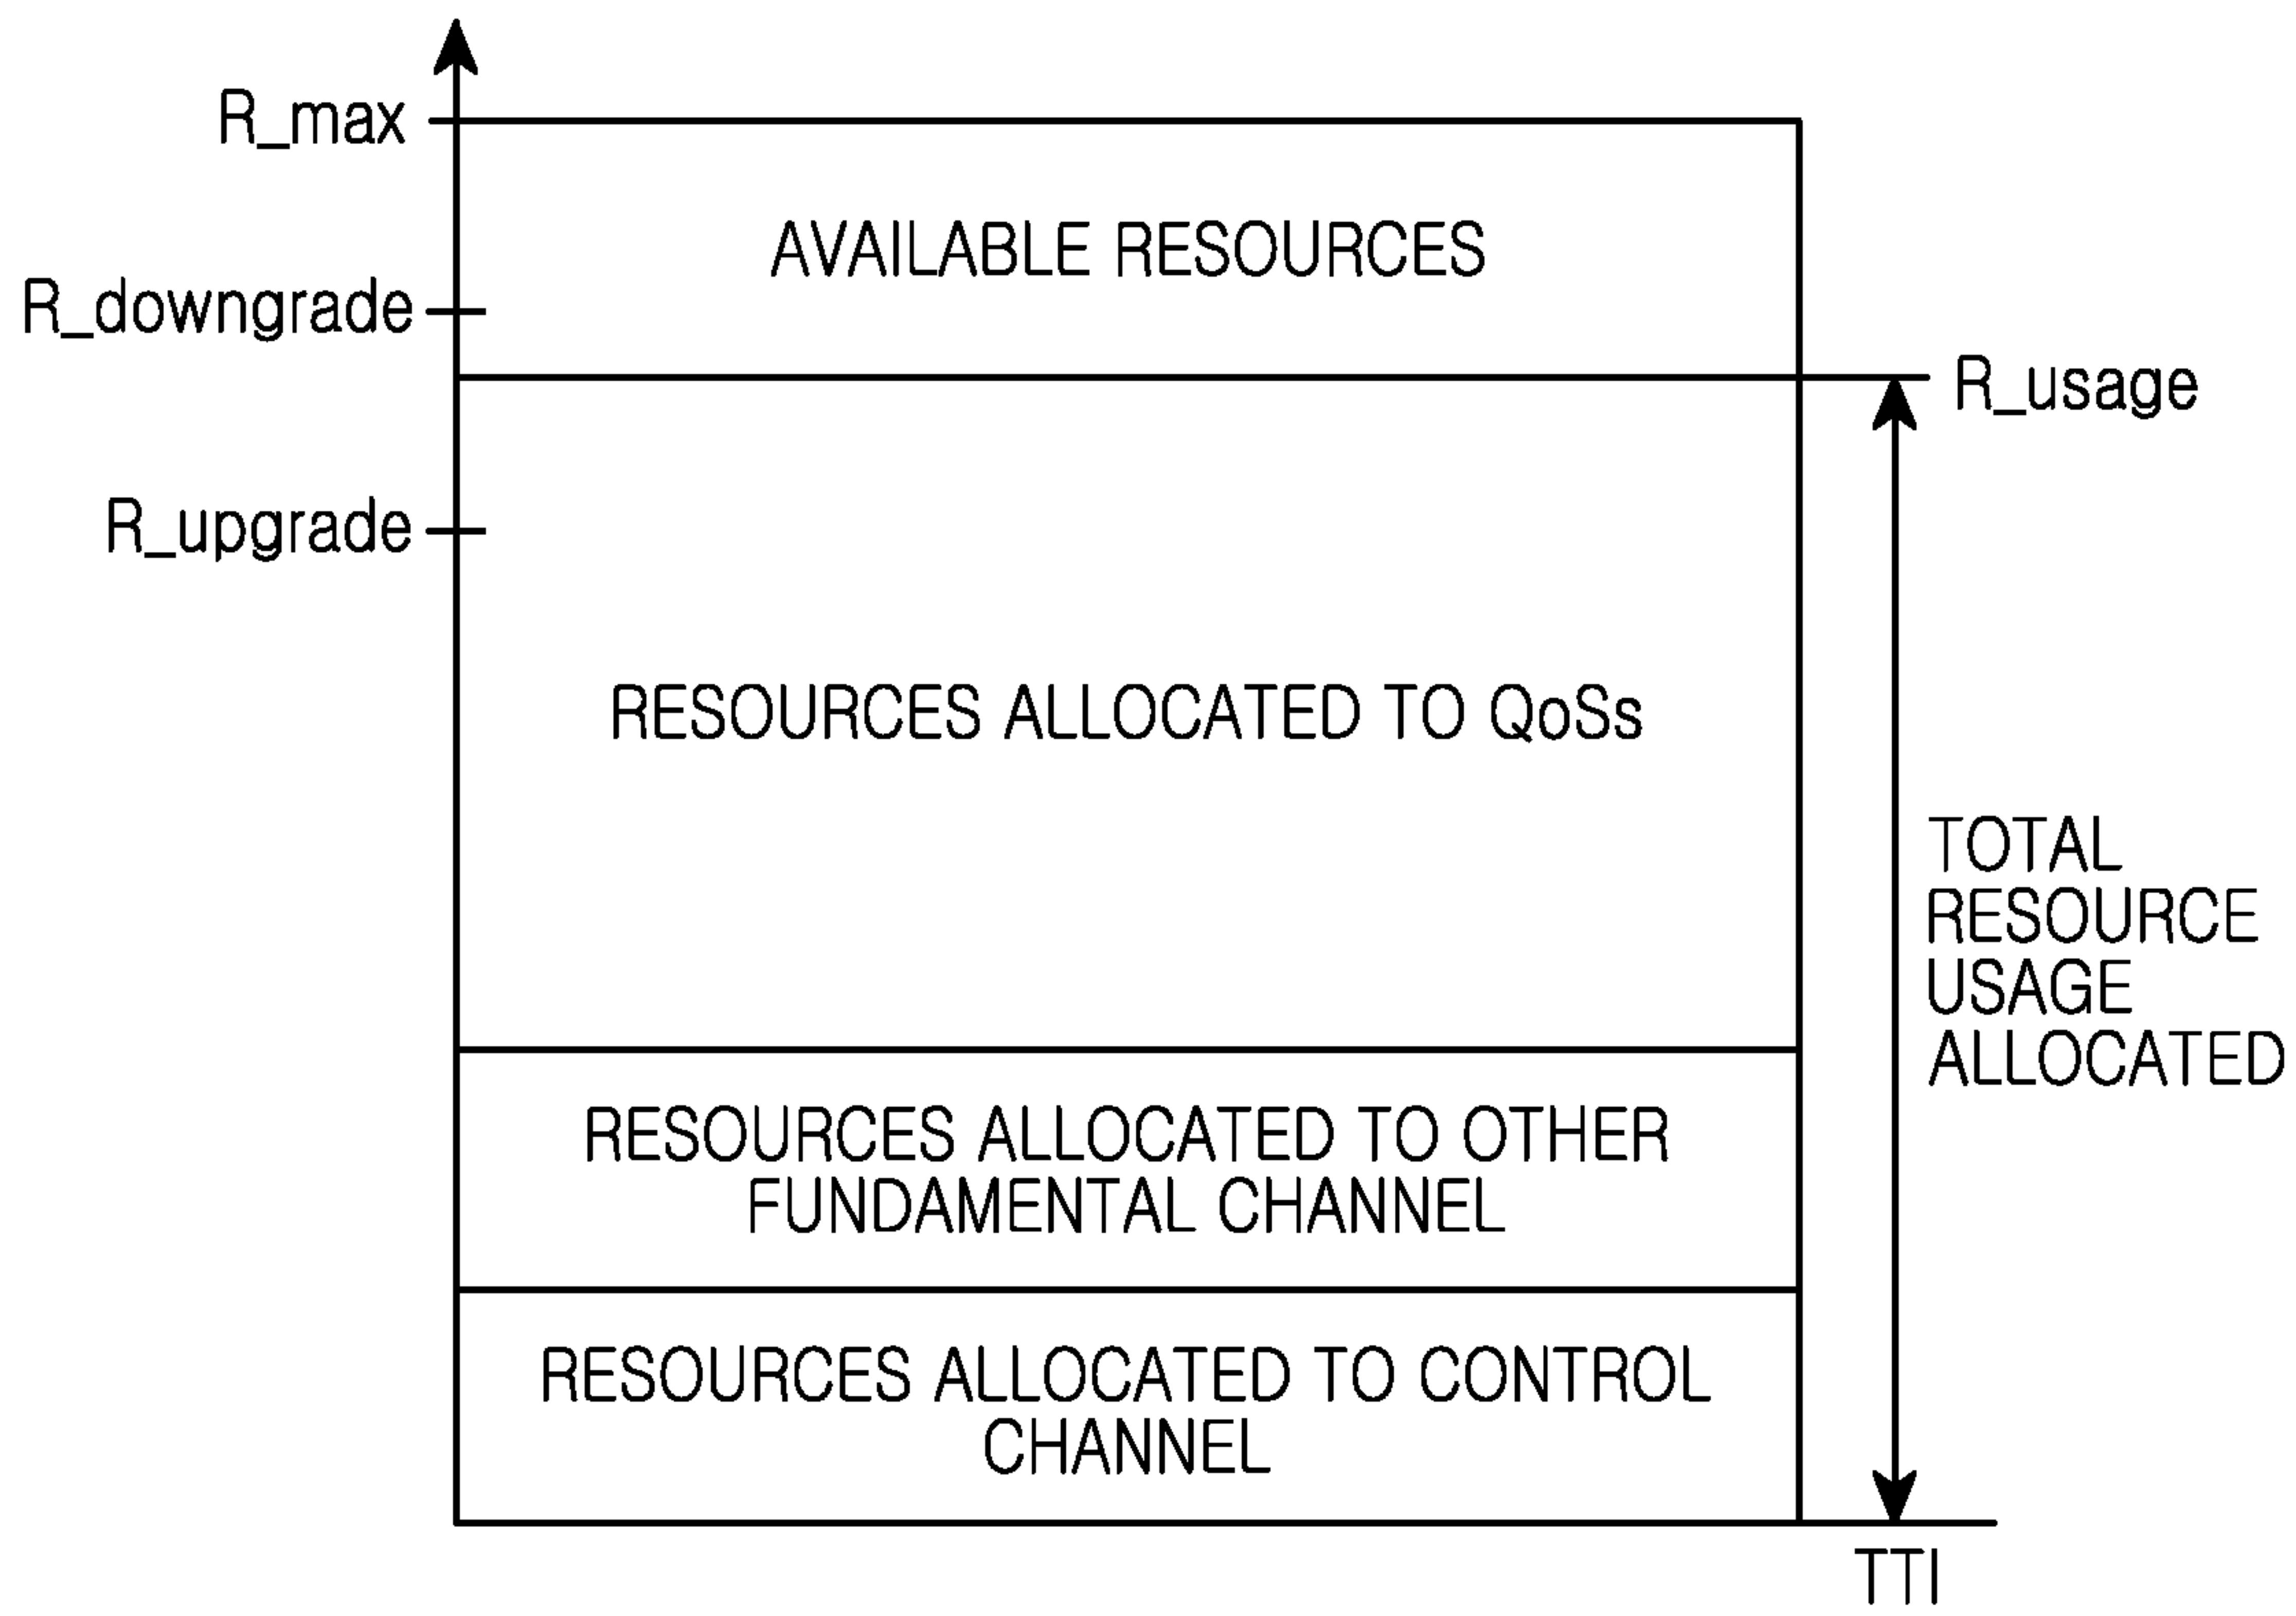 R_max
AVAILABLE RESOURCES
R_downgrade
R_usage
R_upgrade
RESOURCES ALLOCATED TO QoSs
TOTAL
RESOURCE
USAGE
ALLOCATED
RESOURCES ALLOCATED TO OTHER
FUNDAMENTAL CHANNEL
RESOURCES ALLOCATED TO CONTROL
CHANNEL
TTI